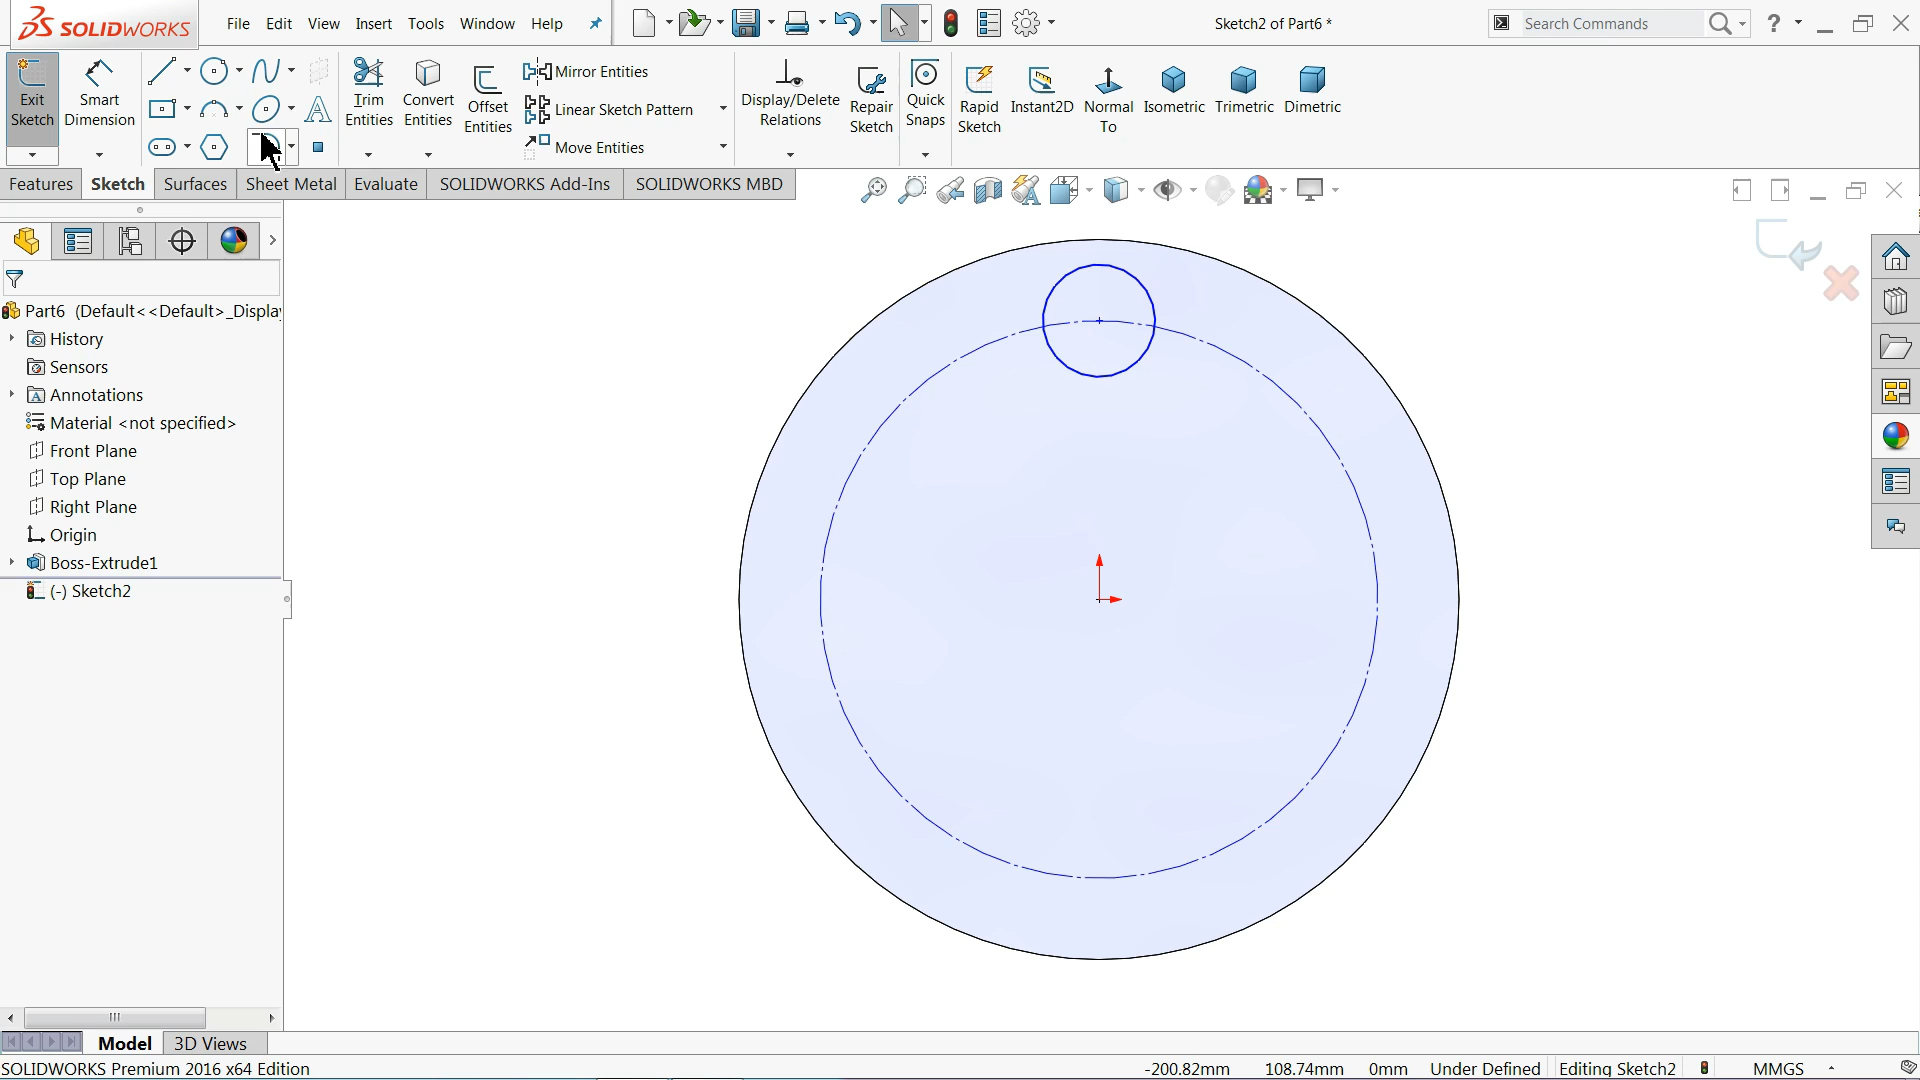 SOLIDWORKS File Edit View Insert Tools Window Help Sketch2 of Part6 * Search Commands ?
Exit Sketch
Smart Dimension
Trim Entities
Convert Entities
Offset Entities
Mirror Entities
Linear Sketch Pattern
Move Entities
Display/Delete Relations
Repair Sketch
Quick Snaps
Rapid Sketch
Instant2D
Normal To
Isometric
Trimetric
Dimetric
Features Sketch Surfaces Sheet Metal Evaluate SOLIDWORKS Add-Ins SOLIDWORKS MBD
Part6 (Default<<Default>_Displa
History
Sensors
Annotations
Material <not specified>
Front Plane
Top Plane
Right Plane
Origin
Boss-Extrude1
(-) Sketch2
Model 3D Views
SOLIDWORKS Premium 2016 x64 Edition -200.82mm 108.74mm 0mm Under Defined Editing Sketch2 MMGS